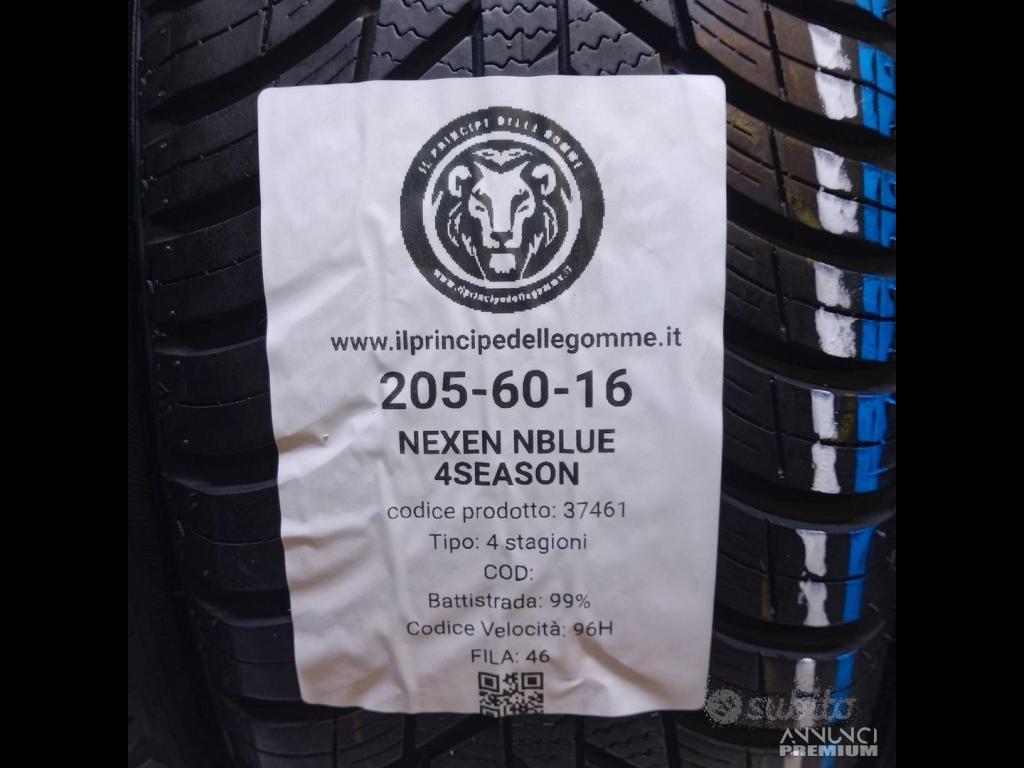 IL PRINCIPE DELLE GOMME
www.ilprincipedellegomme.it
www.ilprincipedellegomme.it
205-60-16
NEXEN NBLUE
4SEASON
codice prodotto: 37461
Tipo: 4 stagioni
COD:
Battistrada: 99%
Codice Velocità: 96H
FILA: 46
subito
ANNUNCI
PREMIUM